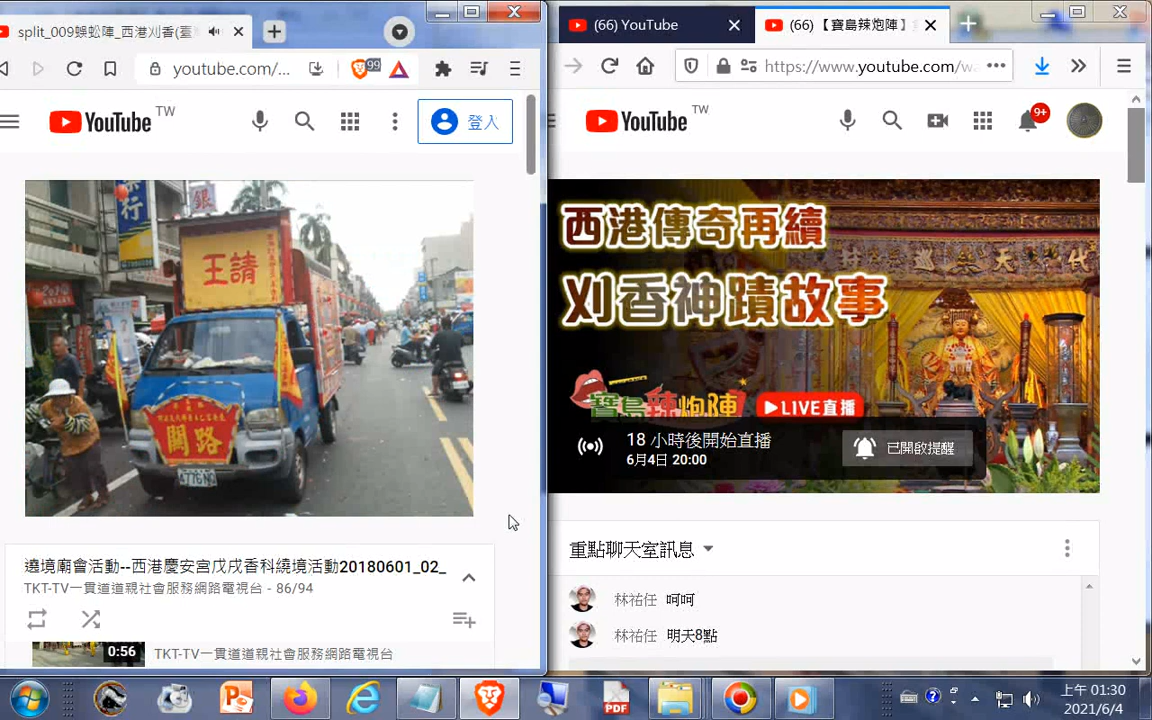 split_009蜈蚣陣_西港刈香(臺
youtube.com/...
99
YouTube TW
登入
銀行
王請
開路
4776
遶境廟會活動--西港慶安宮戊戌香科繞境活動20180601_02_
TKT-TV一貫道道親社會服務網路電視台 - 86/94
0:56
TKT-TV一貫道道親社會服務網路電視台
(66) YouTube
(66) 【寶島辣炮陣】
https://www.youtube.com/wa
YouTube TW
9+
西港傳奇再續
刈香神蹟故事
寶島辣炮陣
LIVE直播
18 小時後開始直播
6月4日 20:00
已開啟提醒
重點聊天室訊息
林祐任 呵呵
林祐任 明天8點
PDF
上午 01:30
2021/6/4